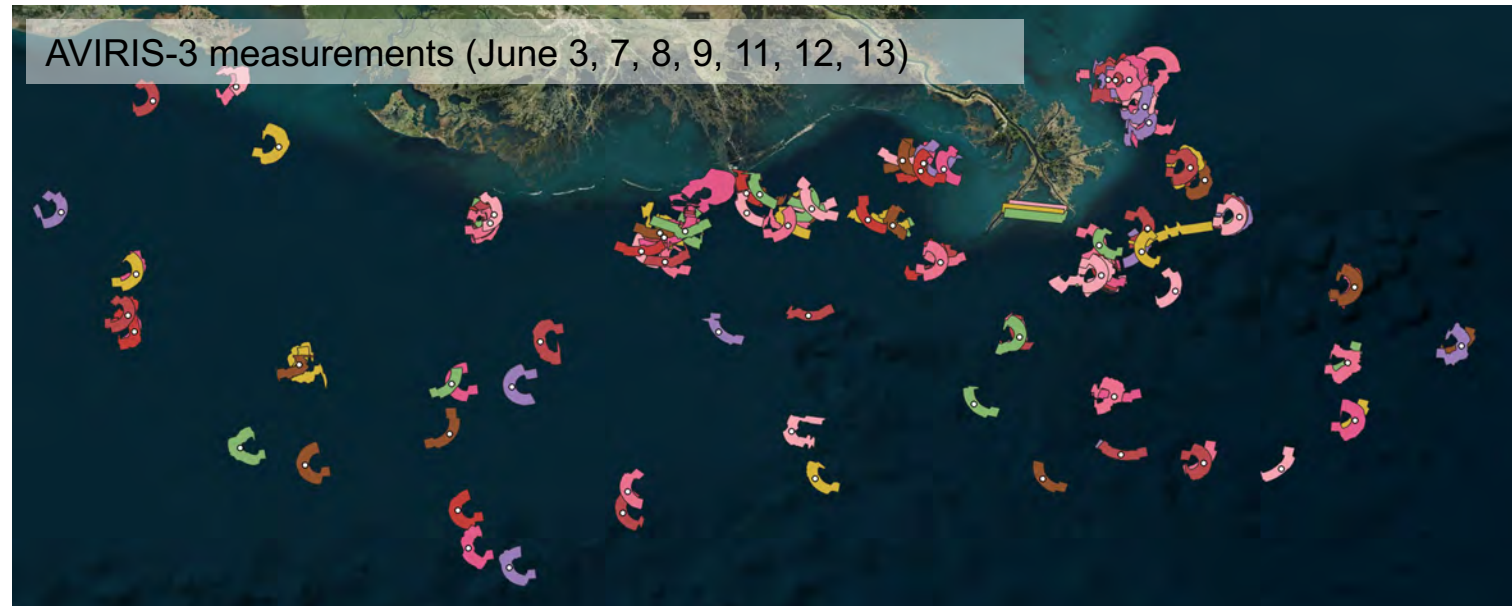 AVIRIS-3 measurements (June 3, 7, 8, 9, 11, 12, 13)